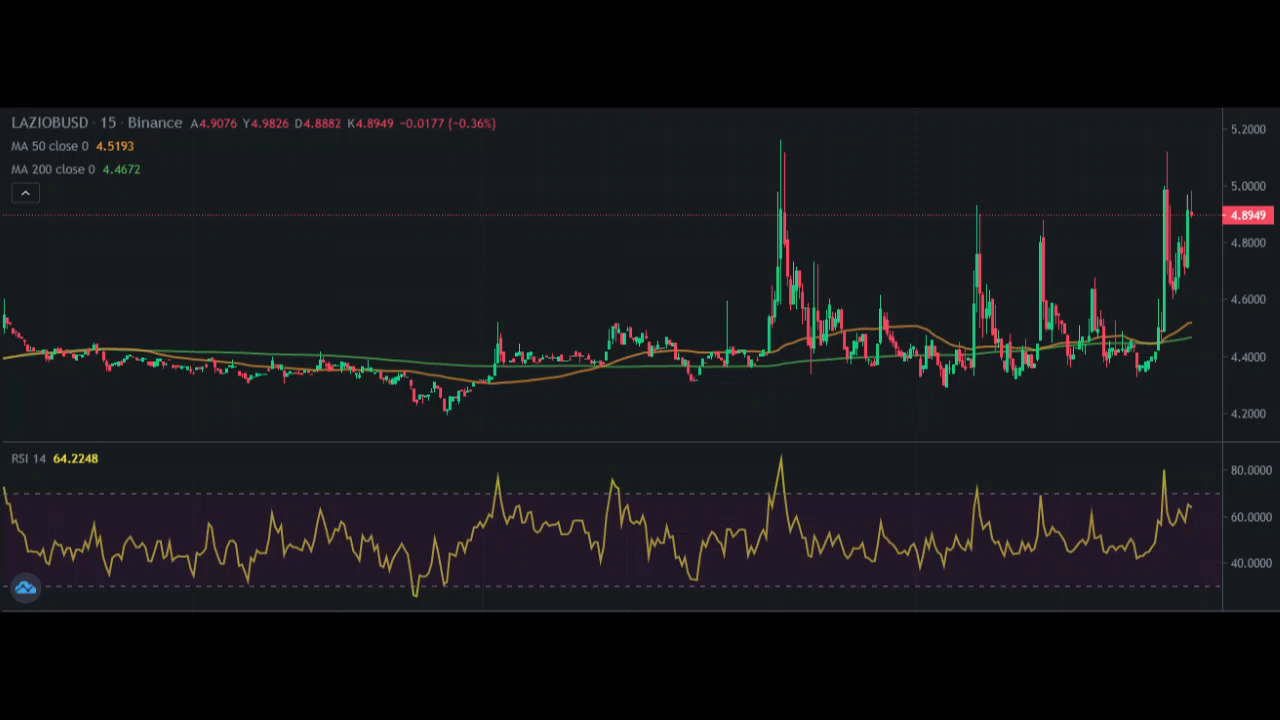 LAZIOBUSD · 15 · Binance A4.9076 Y4.9826 D4.8882 K4.8949 −0.0177 (−0.36%)
MA 50 close 0 4.5193
MA 200 close 0 4.4672
5.2000
5.0000
4.8949
4.8000
4.6000
4.4000
4.2000
RSI 14 64.2248
80.0000
60.0000
40.0000